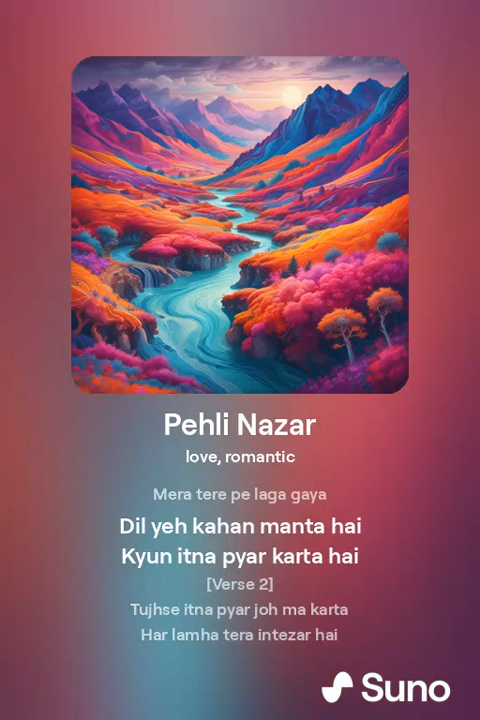 Pehli Nazar
love, romantic
Mera tere pe laga gaya
Dil yeh kahan manta hai
Kyun itna pyar karta hai
[Verse 2]
Tujhse itna pyar joh ma karta
Har lamha tera intezar hai
Suno